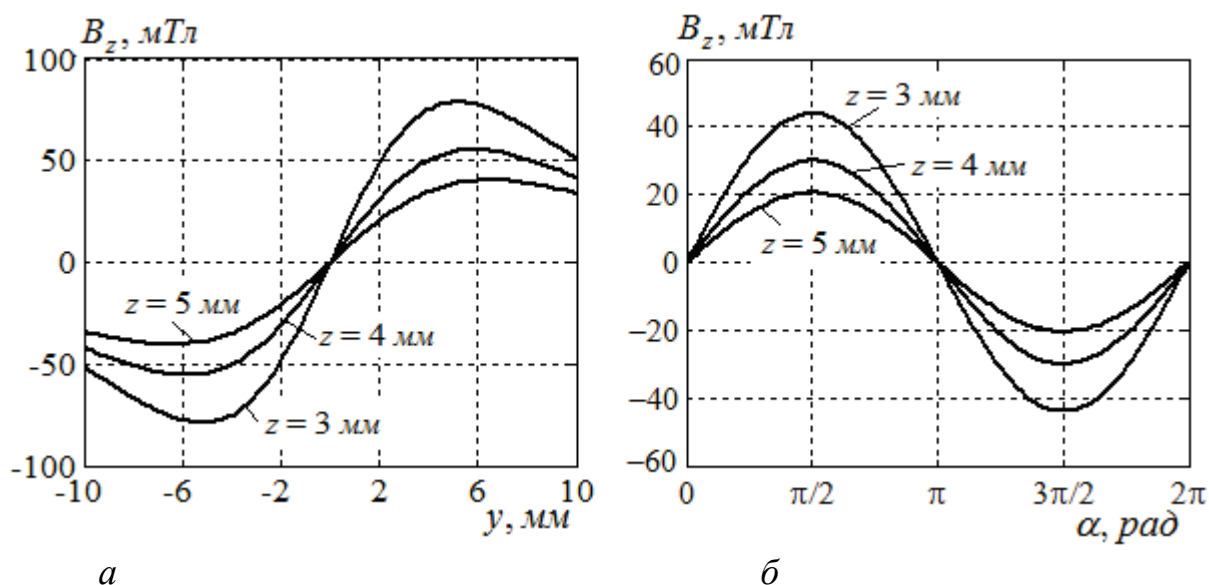 B_z, мТл
100
50
0
-50
-100
z = 5 мм
z = 4 мм
z = 3 мм
-10 -6 -2 2 6 10
y, мм
а
B_z, мТл
60
40
20
0
−20
−40
−60
z = 3 мм
z = 4 мм
z = 5 мм
0 π/2 π 3π/2 2π
α, рад
б